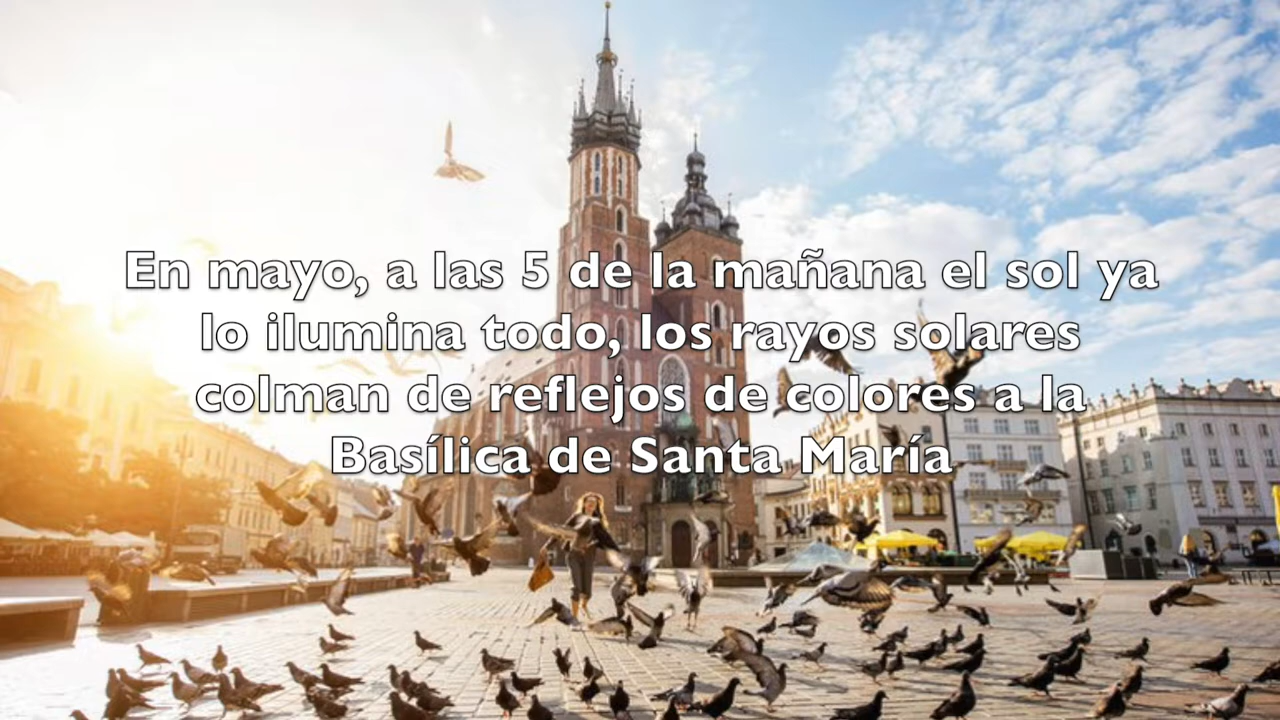 En mayo, a las 5 de la mañana el sol ya
lo ilumina todo, los rayos solares
colman de reflejos de colores a la
Basílica de Santa María